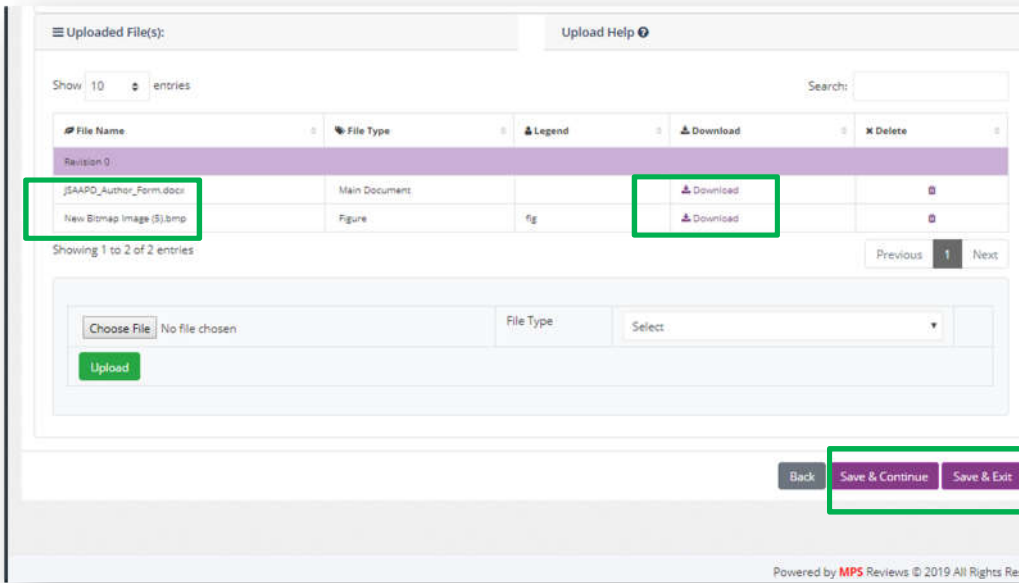 Uploaded File(s): Upload Help
Show 10 entries Search:
File Name File Type Legend Download Delete
Revision 0
JSAAPD_Author_Form.docx Main Document Download
New Bitmap Image (5).bmp Figure fig Download
Showing 1 to 2 of 2 entries
Previous 1 Next
Choose File No file chosen File Type Select
Upload
Back Save & Continue Save & Exit
Powered by MPS Reviews © 2019 All Rights Re